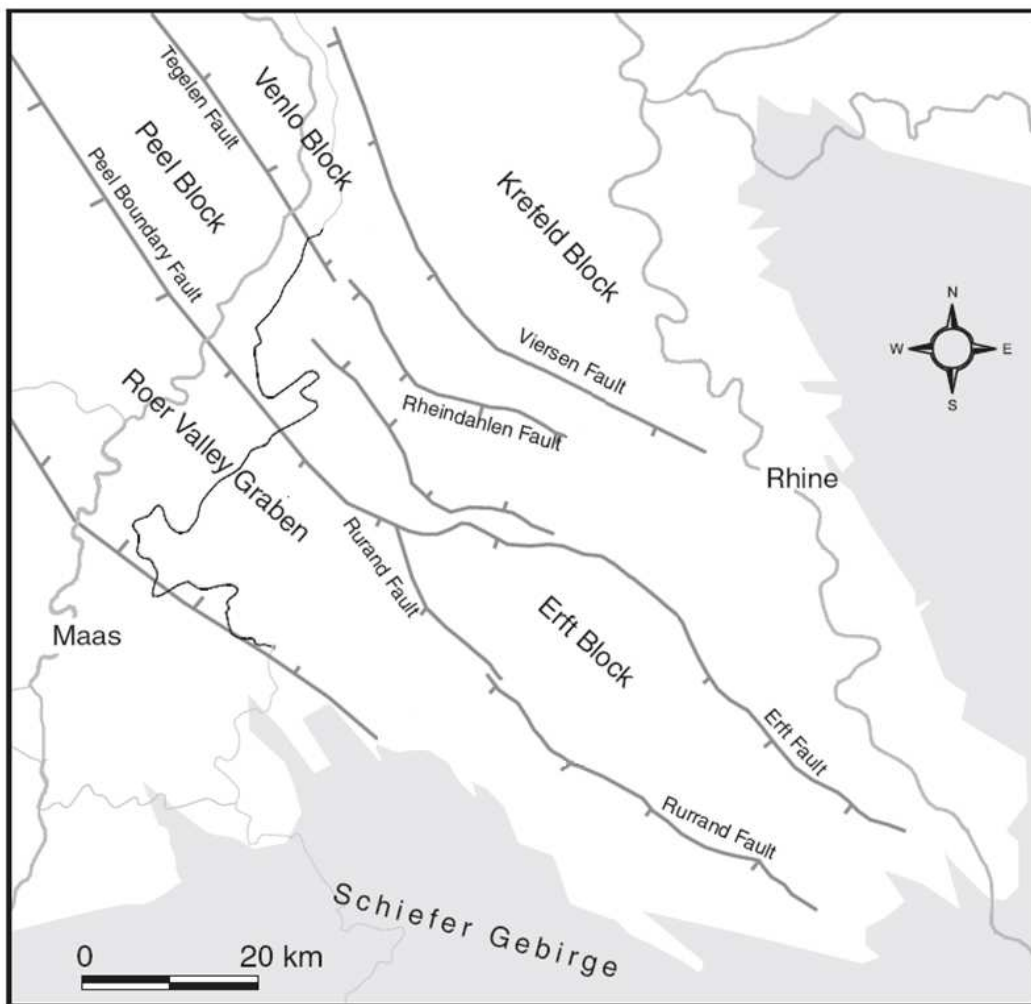 Tegelen Fault
Venlo Block
Peel Block
Peel Boundary Fault
Krefeld Block
N
W
E
S
Viersen Fault
Rheindahlen Fault
Roer Valley Graben
Rhine
Rurand Fault
Erft Block
Maas
Erft Fault
Rurrand Fault
Schiefer Gebirge
0 20 km